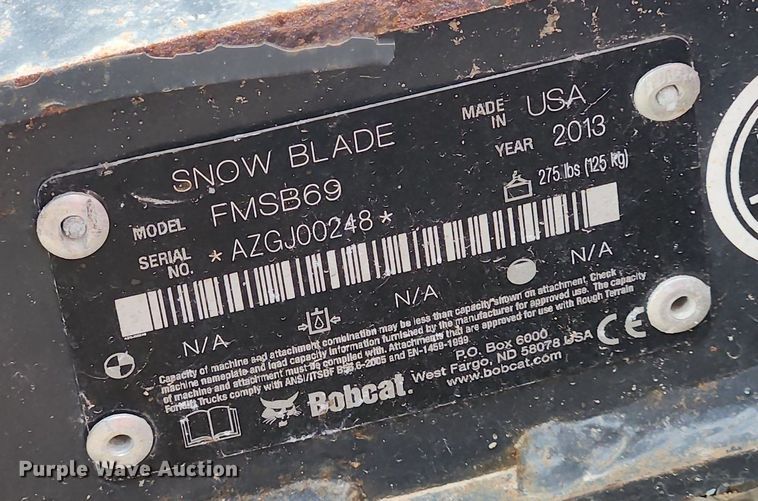 SNOW BLADE
MADE IN USA
MODEL FMSB69
YEAR 2013
SERIAL NO. *AZGJ00248*
275 lbs (125 kg)
N/A
N/A
N/A
Capacity of machine and attachment combination may be less than capacity shown on attachment. Check
machine nameplate and load capacity information furnished by the manufacturer for approved use. The capacity
of machine and attachment must be complied with. Attachments that are approved for use with Rough Terrain
Forklift Trucks comply with ANSI/ITSDF B56.6-2005 and EN-1459-1999
Bobcat.
P.O. Box 6000
West Fargo, ND 58078 USA
www.bobcat.com
CE
Purple Wave Auction